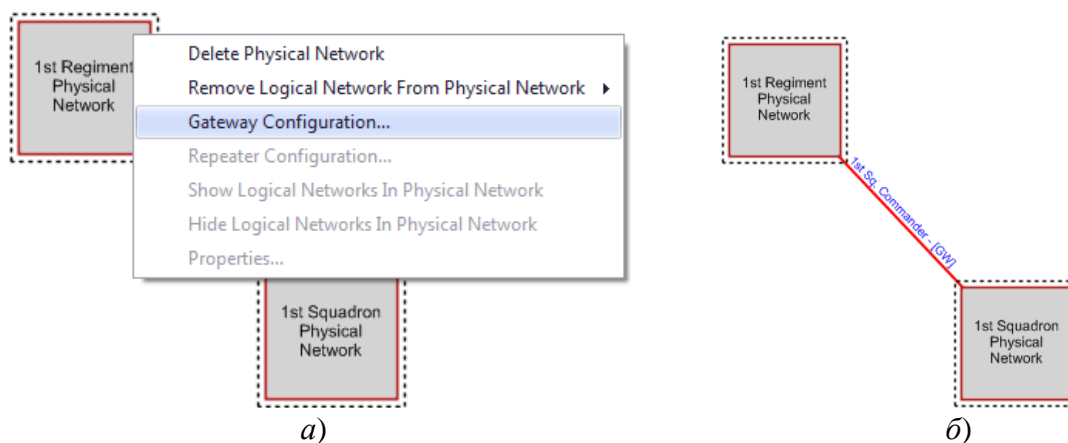 1st Regiment
Physical
Network
Delete Physical Network
Remove Logical Network From Physical Network
Gateway Configuration...
Repeater Configuration...
Show Logical Networks In Physical Network
Hide Logical Networks In Physical Network
Properties...
1st Squadron
Physical
Network
а)
1st Regiment
Physical
Network
1st Sq. Commander - [GW]
1st Squadron
Physical
Network
б)